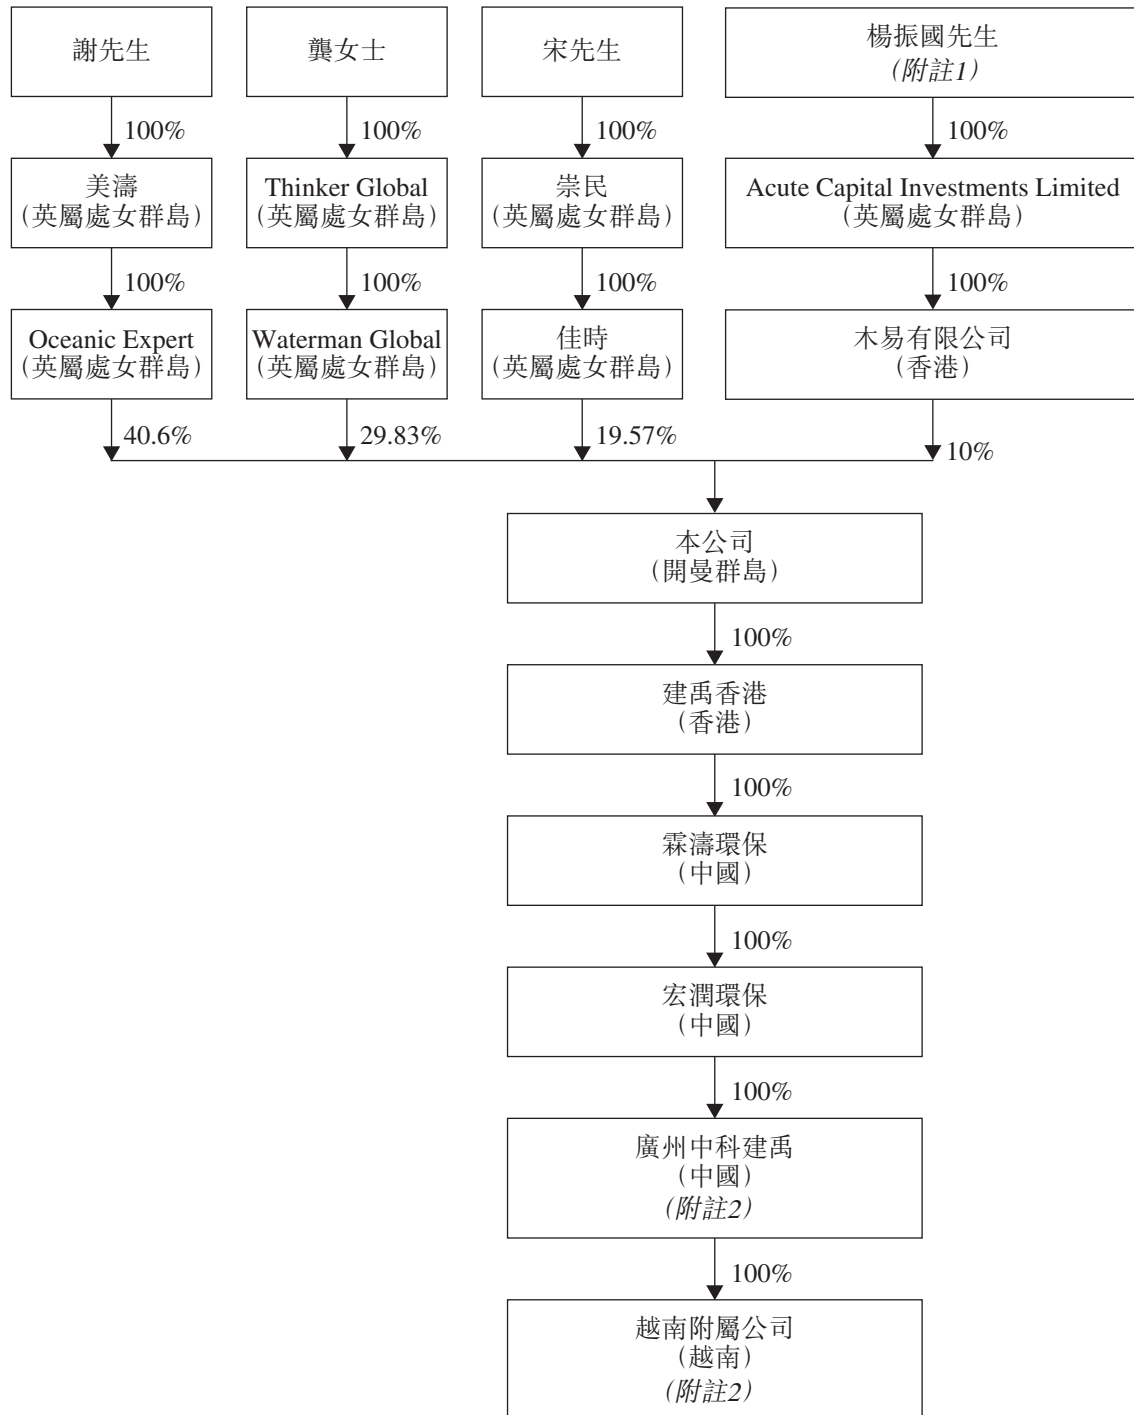 謝先生
龔女士
宋先生
楊振國先生
(附註1)
100%
100%
100%
100%
美濤
(英屬處女群島)
Thinker Global
(英屬處女群島)
崇民
(英屬處女群島)
Acute Capital Investments Limited
(英屬處女群島)
100%
100%
100%
100%
Oceanic Expert
(英屬處女群島)
Waterman Global
(英屬處女群島)
佳時
(英屬處女群島)
木易有限公司
(香港)
40.6%
29.83%
19.57%
10%
本公司
(開曼群島)
100%
建禹香港
(香港)
100%
霖濤環保
(中國)
100%
宏潤環保
(中國)
100%
廣州中科建禹
(中國)
(附註2)
100%
越南附屬公司
(越南)
(附註2)